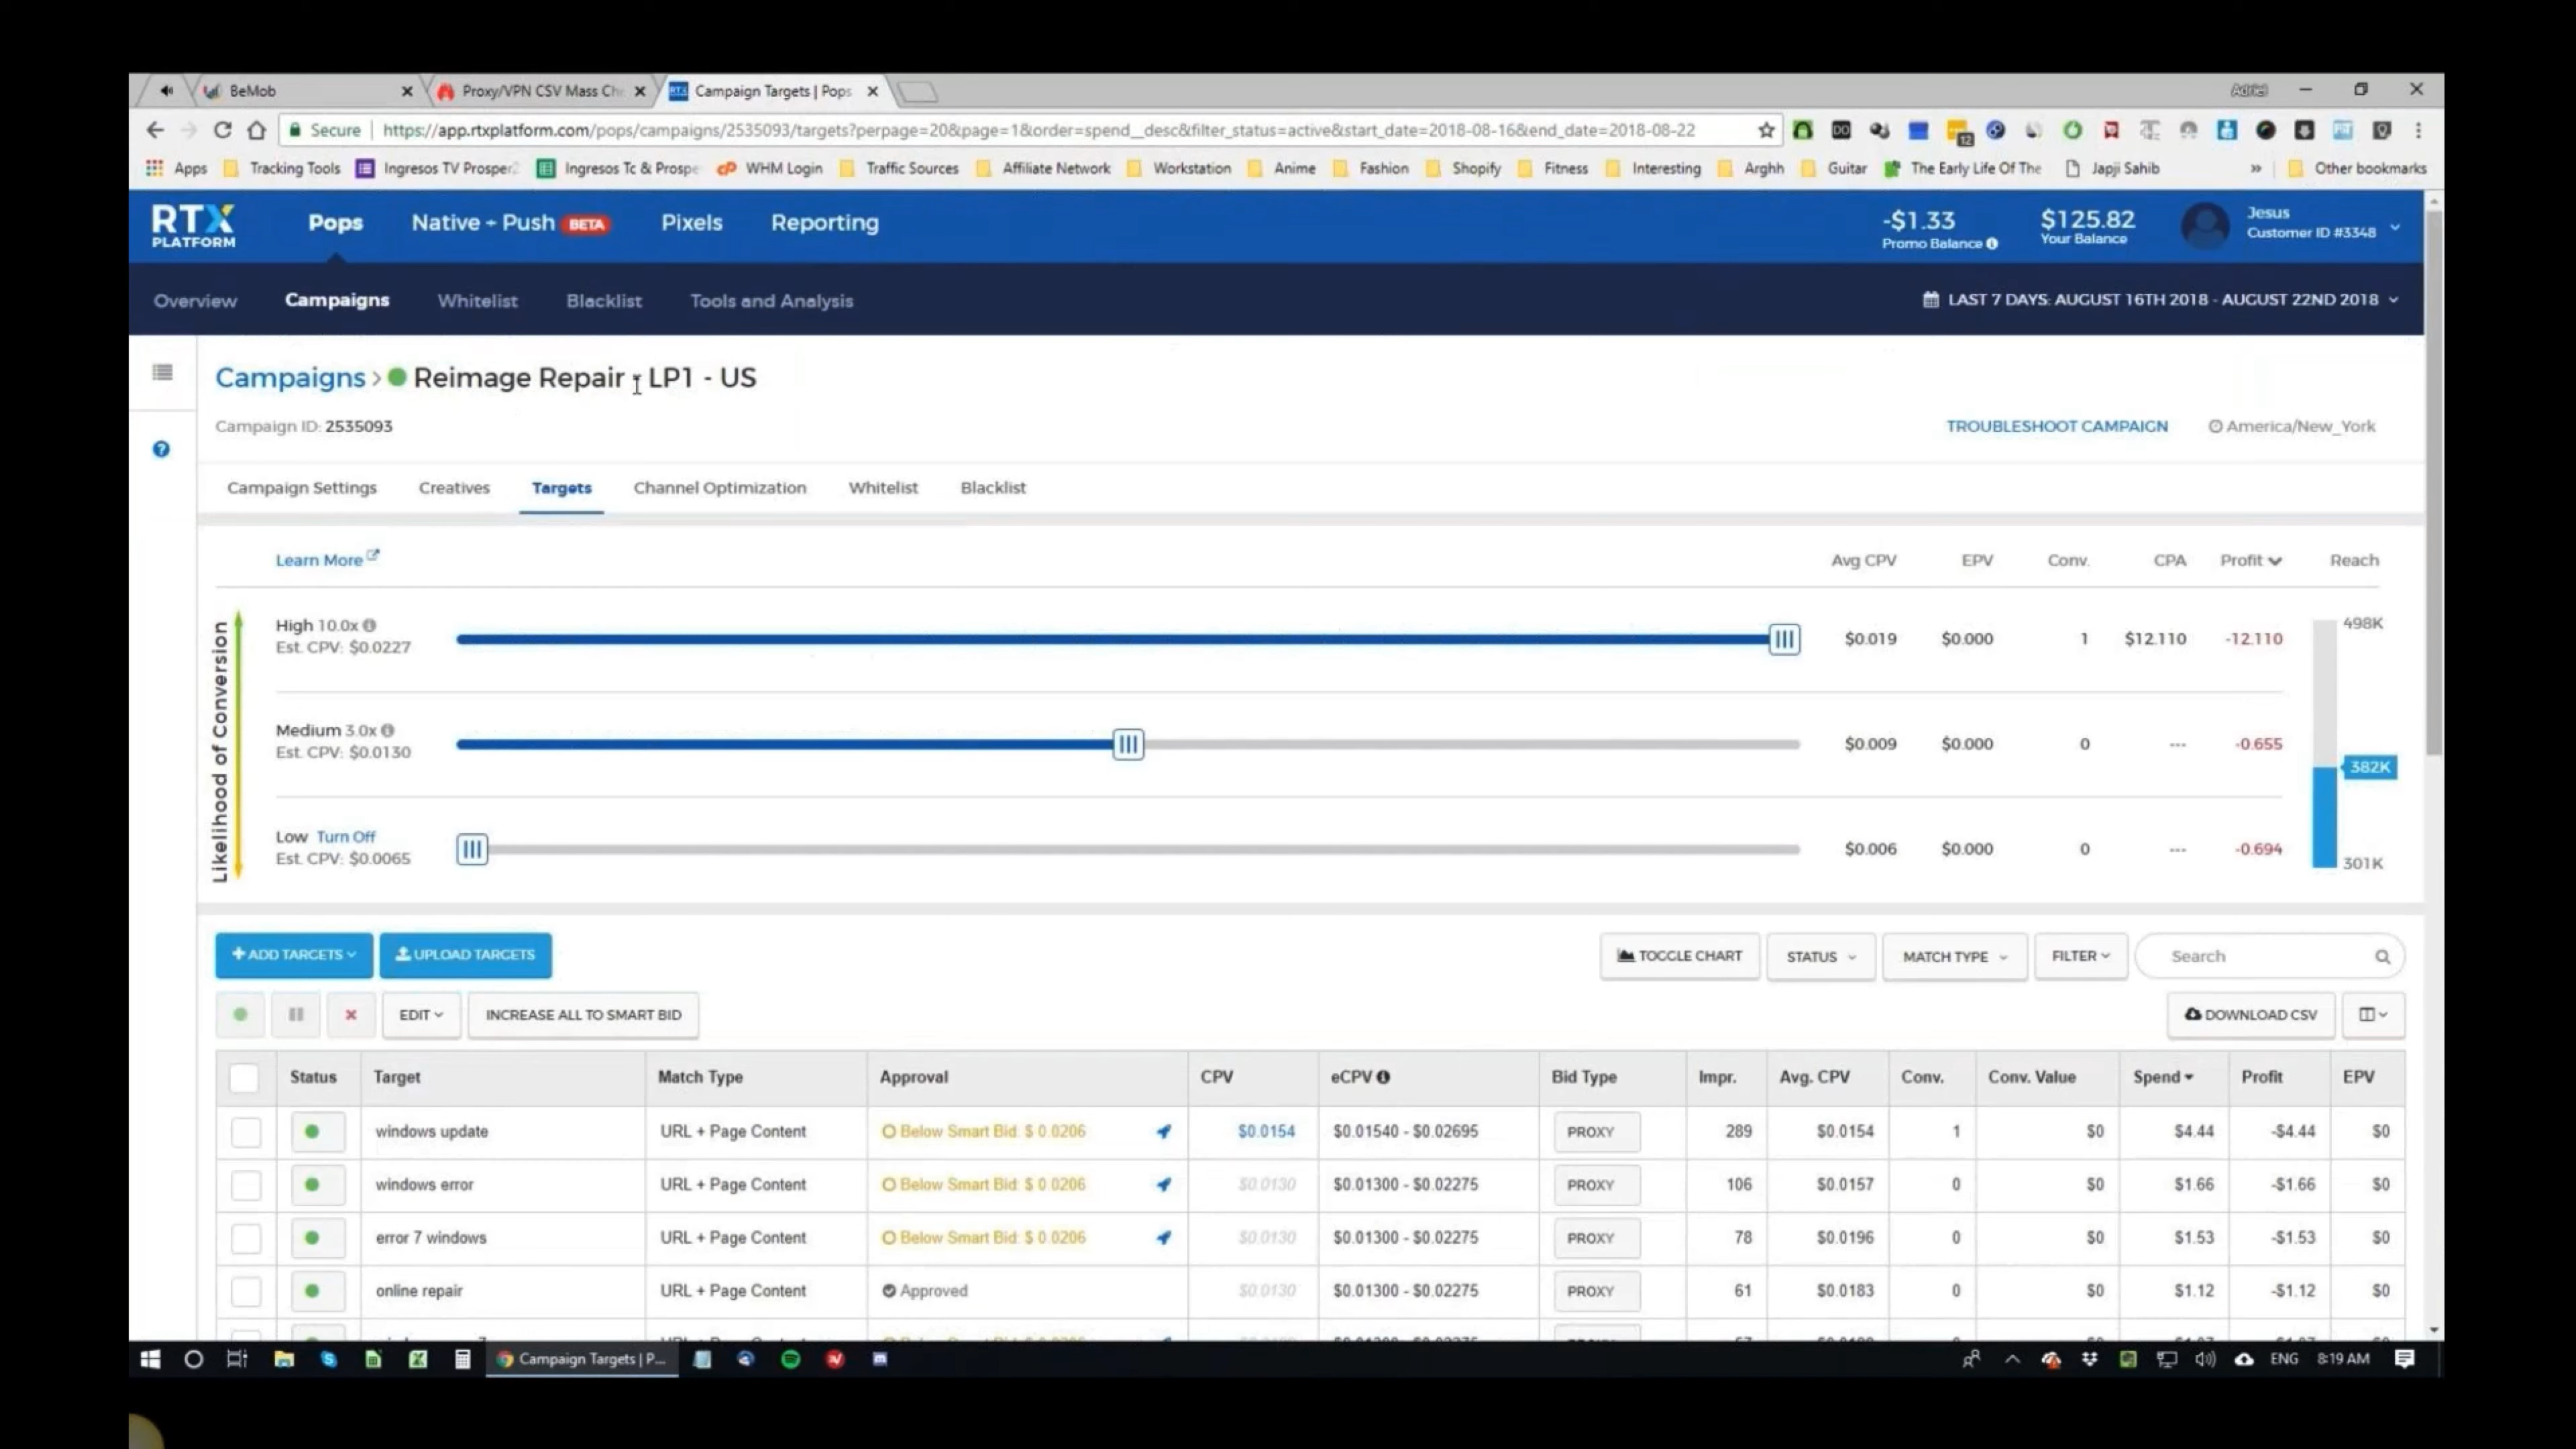 BeMob
Proxy/VPN CSV Mass Ch
Campaign Targets | Pops
Adriel
Secure
https://app.rtxplatform.com/pops/campaigns/2535093/targets?perpage=20&page=1&order=spend__desc&filter_status=active&start_date=2018-08-16&end_date=2018-08-22
12
Apps Tracking Tools Ingresos TV Prosper2 Ingresos Tc & Prospe WHM Login Traffic Sources Affiliate Network Workstation Anime Fashion Shopify Fitness Interesting Arghh Guitar The Early Life Of The Japji Sahib » Other bookmarks
RTX
PLATFORM
Pops Native + Push BETA Pixels Reporting
-$1.33
Promo Balance
$125.82
Your Balance
Jesus
Customer ID #3348
Overview Campaigns Whitelist Blacklist Tools and Analysis
LAST 7 DAYS: AUGUST 16TH 2018 - AUGUST 22ND 2018
Campaigns > Reimage Repair - LP1 - US
Campaign ID: 2535093
TROUBLESHOOT CAMPAIGN America/New_York
Campaign Settings Creatives Targets Channel Optimization Whitelist Blacklist
Learn More Avg CPV EPV Conv. CPA Profit Reach
Likelihood of Conversion
High 10.0x
Est. CPV: $0.0227
$0.019 $0.000 1 $12.110 -12.110
498K
Medium 3.0x
Est. CPV: $0.0130
$0.009 $0.000 0 --- -0.655
382K
Low Turn Off
Est. CPV: $0.0065
$0.006 $0.000 0 --- -0.694
301K
+ ADD TARGETS UPLOAD TARGETS TOGGLE CHART STATUS MATCH TYPE FILTER Search
EDIT INCREASE ALL TO SMART BID DOWNLOAD CSV
Status Target Match Type Approval CPV eCPV Bid Type Impr. Avg. CPV Conv. Conv. Value Spend Profit EPV
windows update URL + Page Content Below Smart Bid: $ 0.0206 $0.0154 $0.01540 - $0.02695 PROXY 289 $0.0154 1 $0 $4.44 -$4.44 $0
windows error URL + Page Content Below Smart Bid: $ 0.0206 $0.0130 $0.01300 - $0.02275 PROXY 106 $0.0157 0 $0 $1.66 -$1.66 $0
error 7 windows URL + Page Content Below Smart Bid: $ 0.0206 $0.0130 $0.01300 - $0.02275 PROXY 78 $0.0196 0 $0 $1.53 -$1.53 $0
online repair URL + Page Content Approved $0.0130 $0.01300 - $0.02275 PROXY 61 $0.0183 0 $0 $1.12 -$1.12 $0
Campaign Targets | P...
ENG 8:19 AM